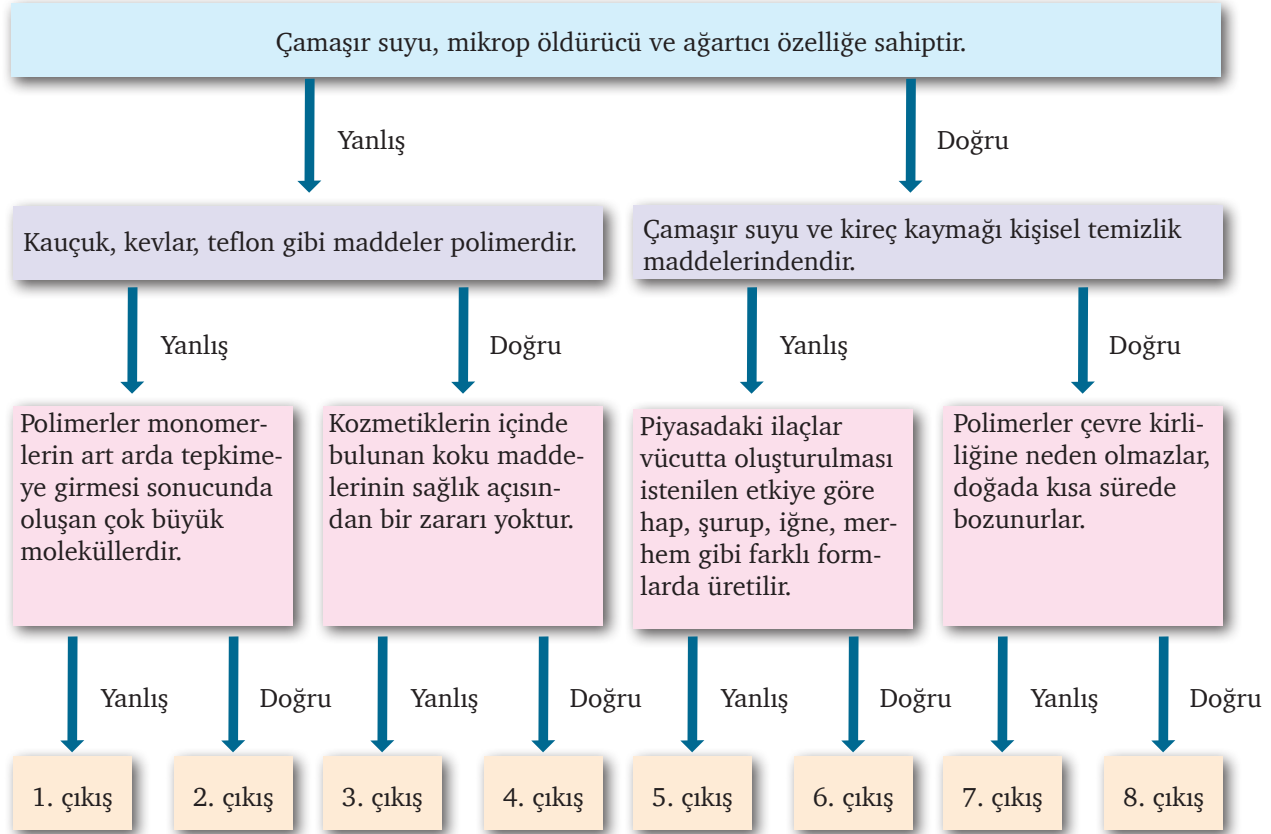 Çamaşır suyu, mikrop öldürücü ve ağartıcı özelliğe sahiptir.
Yanlış
Doğru
Kauçuk, kevlar, teflon gibi maddeler polimerdir.
Çamaşır suyu ve kireç kaymağı kişisel temizlik
maddelerindendir.
Yanlış
Doğru
Yanlış
Doğru
Polimerler monomer-
lerin art arda tepkime-
ye girmesi sonucunda
oluşan çok büyük
moleküllerdir.
Kozmetiklerin içinde
bulunan koku madde-
lerinin sağlık açısın-
dan bir zararı yoktur.
Piyasadaki ilaçlar
vücutta oluşturulması
istenilen etkiye göre
hap, şurup, iğne, mer-
hem gibi farklı form-
larda üretilir.
Polimerler çevre kirli-
liğine neden olmazlar,
doğada kısa sürede
bozunurlar.
Yanlış
Doğru
Yanlış
Doğru
Yanlış
Doğru
Yanlış
Doğru
1. çıkış
2. çıkış
3. çıkış
4. çıkış
5. çıkış
6. çıkış
7. çıkış
8. çıkış